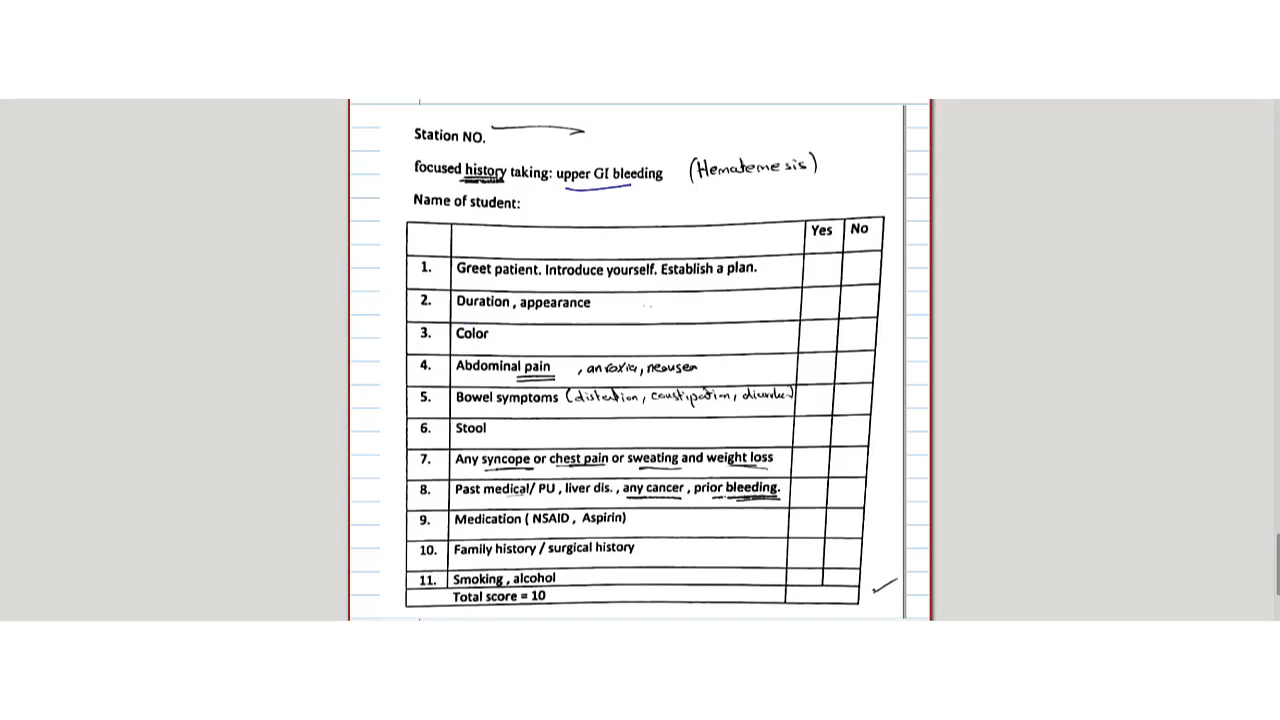 Station NO.
focused history taking: upper GI bleeding (Hematemesis)
Name of student:
Yes No
1. Greet patient. Introduce yourself. Establish a plan.
2. Duration , appearance
3. Color
4. Abdominal pain , anroxia, neausea
5. Bowel symptoms (distention, constipation,
6. Stool
7. Any syncope or chest pain or sweating and weight loss
8. Past medical/ PU , liver dis. , any cancer , prior bleeding.
9. Medication ( NSAID , Aspirin)
10. Family history / surgical history
11. Smoking , alcohol
Total score = 10